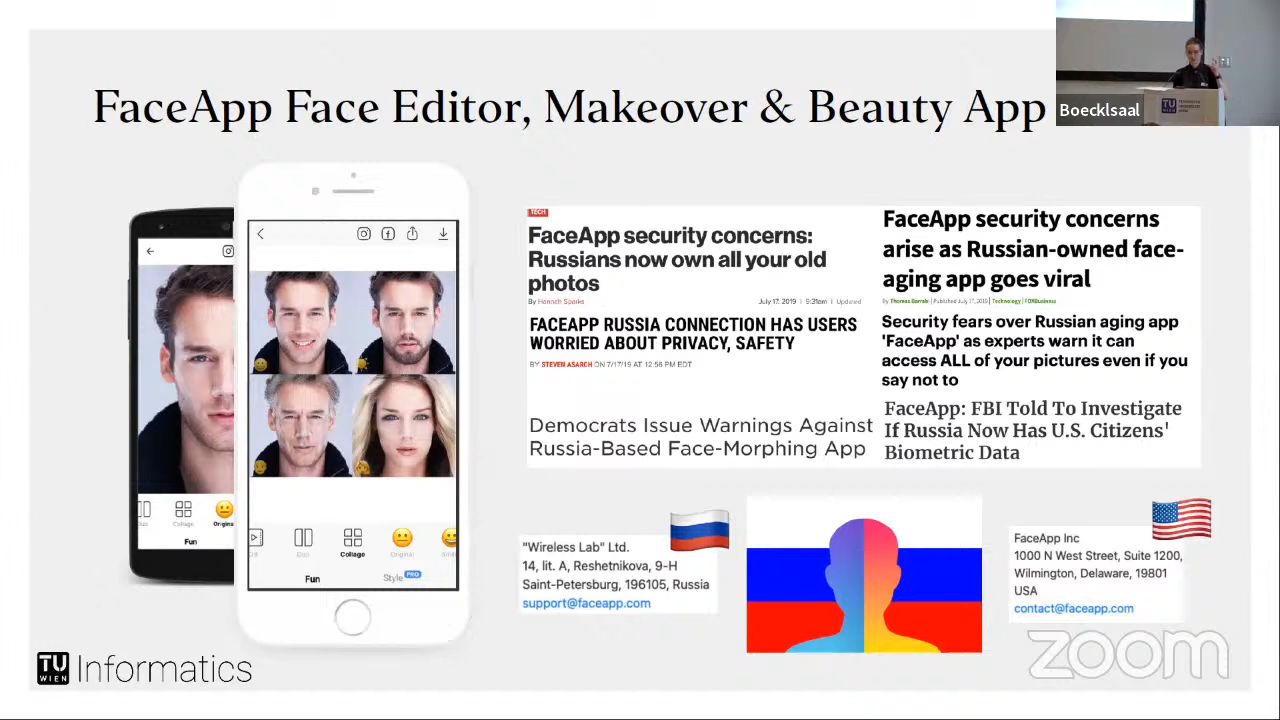 FaceApp Face Editor, Makeover & Beauty App
Boecklsaal
TU
WIEN
Collage
Original
Fun
Duo
Collage
Original
Fun
Style
PRO
TECH
FaceApp security concerns:
Russians now own all your old
photos
By Hannah Sparks
July 17, 2019 | 9:31am | Updated
FACEAPP RUSSIA CONNECTION HAS USERS
WORRIED ABOUT PRIVACY, SAFETY
BY STEVEN ASARCH ON 7/17/19 AT 12:56 PM EDT
Democrats Issue Warnings Against
Russia-Based Face-Morphing App
FaceApp security concerns
arise as Russian-owned face-
aging app goes viral
By Thomas Barrabi | Published July 17, 2019 | Technology | FOXBusiness
Security fears over Russian aging app
'FaceApp' as experts warn it can
access ALL of your pictures even if you
say not to
FaceApp: FBI Told To Investigate
If Russia Now Has U.S. Citizens'
Biometric Data
"Wireless Lab" Ltd.
14, lit. A, Reshetnikova, 9-H
Saint-Petersburg, 196105, Russia
support@faceapp.com
FaceApp Inc
1000 N West Street, Suite 1200,
Wilmington, Delaware, 19801
USA
contact@faceapp.com
TU
WIEN
Informatics
zoom